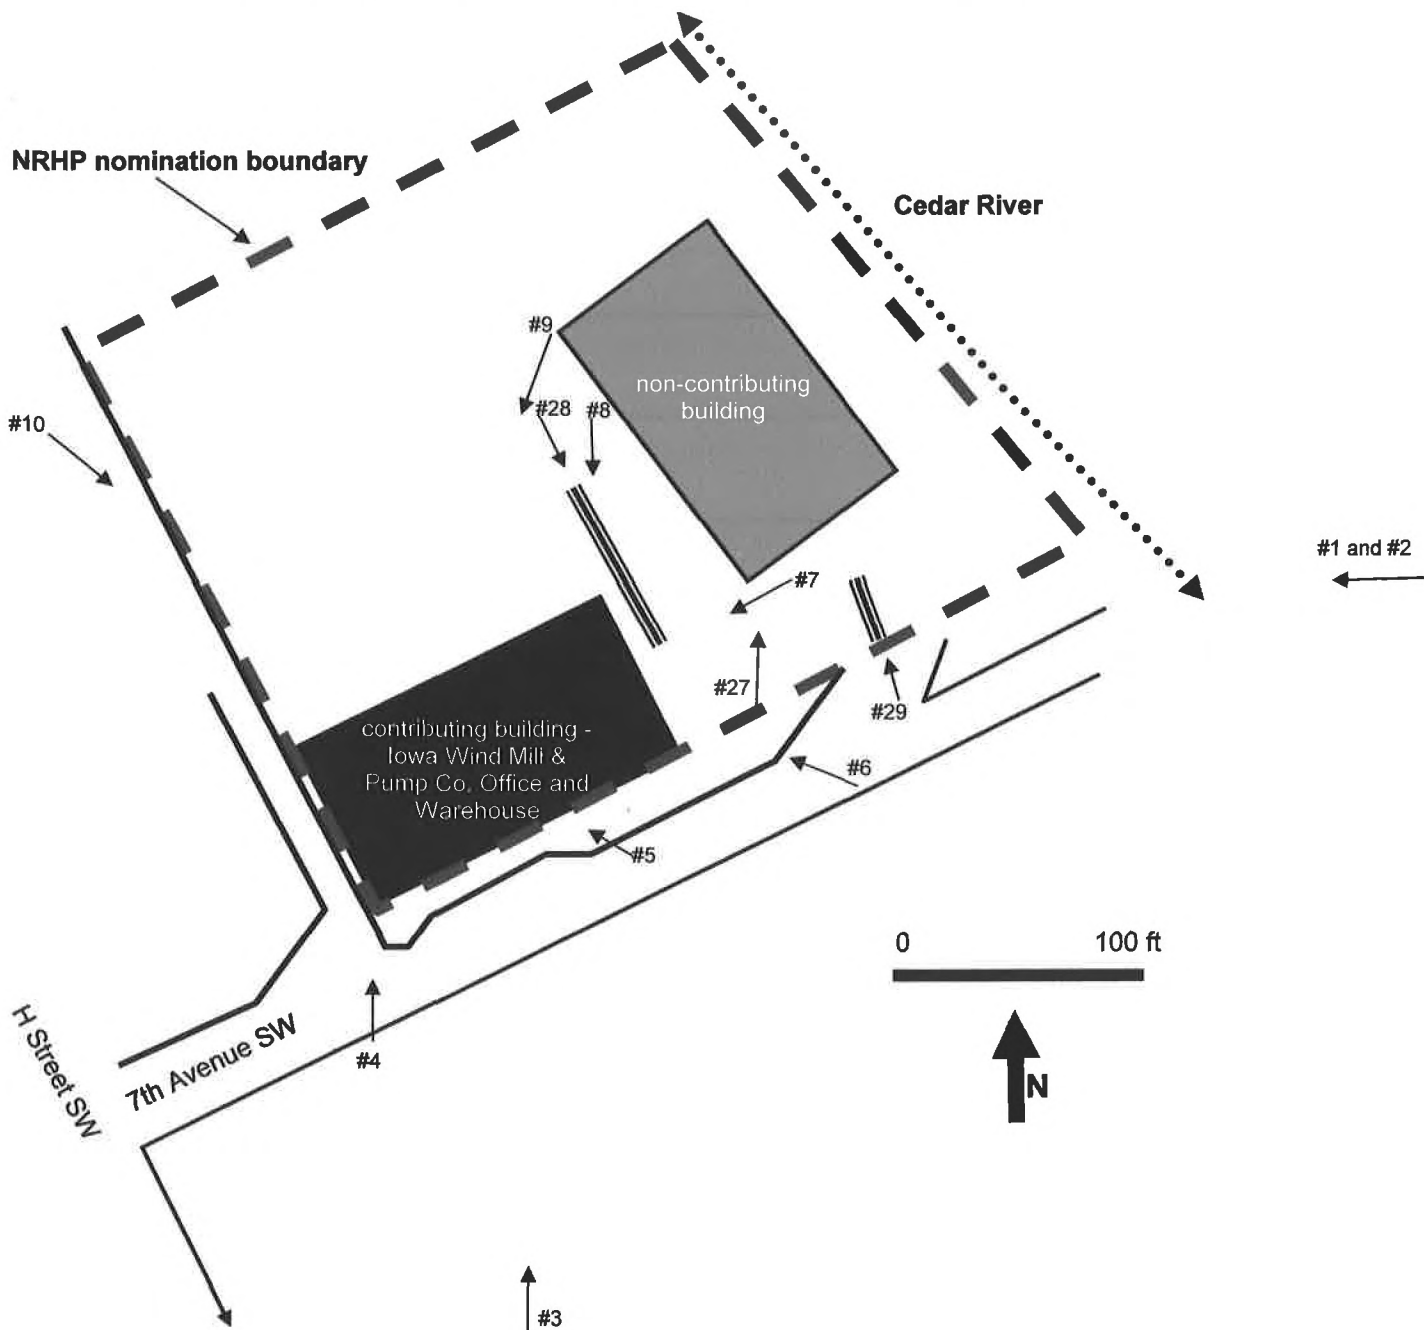 NRHP nomination boundary
Cedar River
#9
non-contributing
building
#28
#8
#10
#1 and #2
#7
#27
#29
contributing building -
Iowa Wind Mill &
Pump Co. Office and
Warehouse
#6
#5
0
100 ft
H Street SW
7th Avenue SW
#4
N
#3